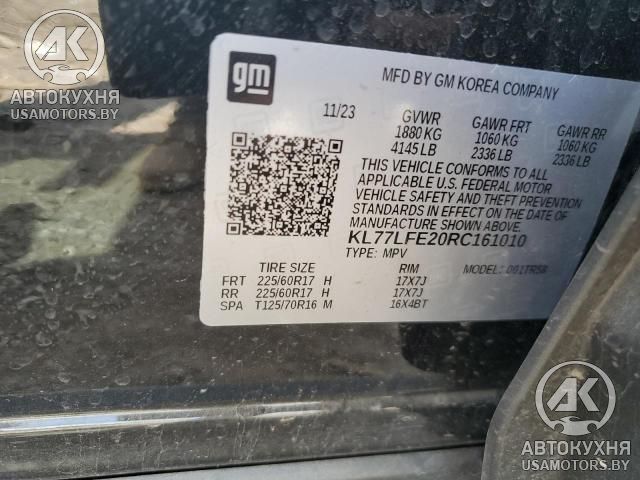 AK
АВТОКУХНЯ
USAMOTORS.BY
gm
MFD BY GM KOREA COMPANY
11/23 GVWR GAWR FRT GAWR RR
1880 KG 1060 KG 1060 KG
4145 LB 2336 LB 2336 LB
THIS VEHICLE CONFORMS TO ALL
APPLICABLE U.S. FEDERAL MOTOR
VEHICLE SAFETY AND THEFT PREVENTION
STANDARDS IN EFFECT ON THE DATE OF
MANUFACTURE SHOWN ABOVE.
KL77LFE20RC161010
TYPE: MPV MODEL:
TIRE SIZE RIM
FRT 225/60R17 H 17X7J
RR 225/60R17 H 17X7J
SPA T125/70R16 M 16X4BT
AK
АВТОКУХНЯ
USAMOTORS.BY